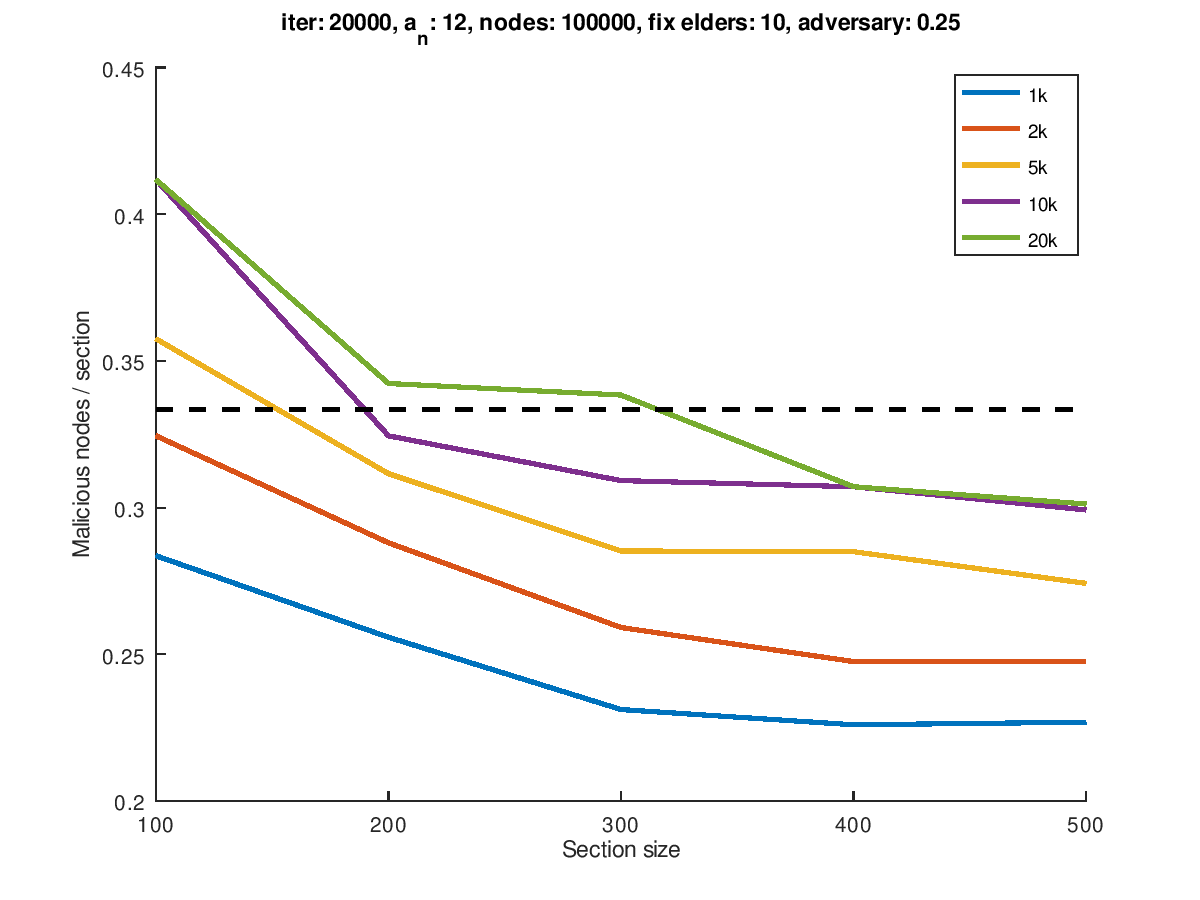 iter: 20000, a_n: 12, nodes: 100000, fix elders: 10, adversary: 0.25
0.45
0.4
0.35
0.3
0.25
0.2
Malicious nodes / section
1k
2k
5k
10k
20k
100 200 300 400 500
Section size